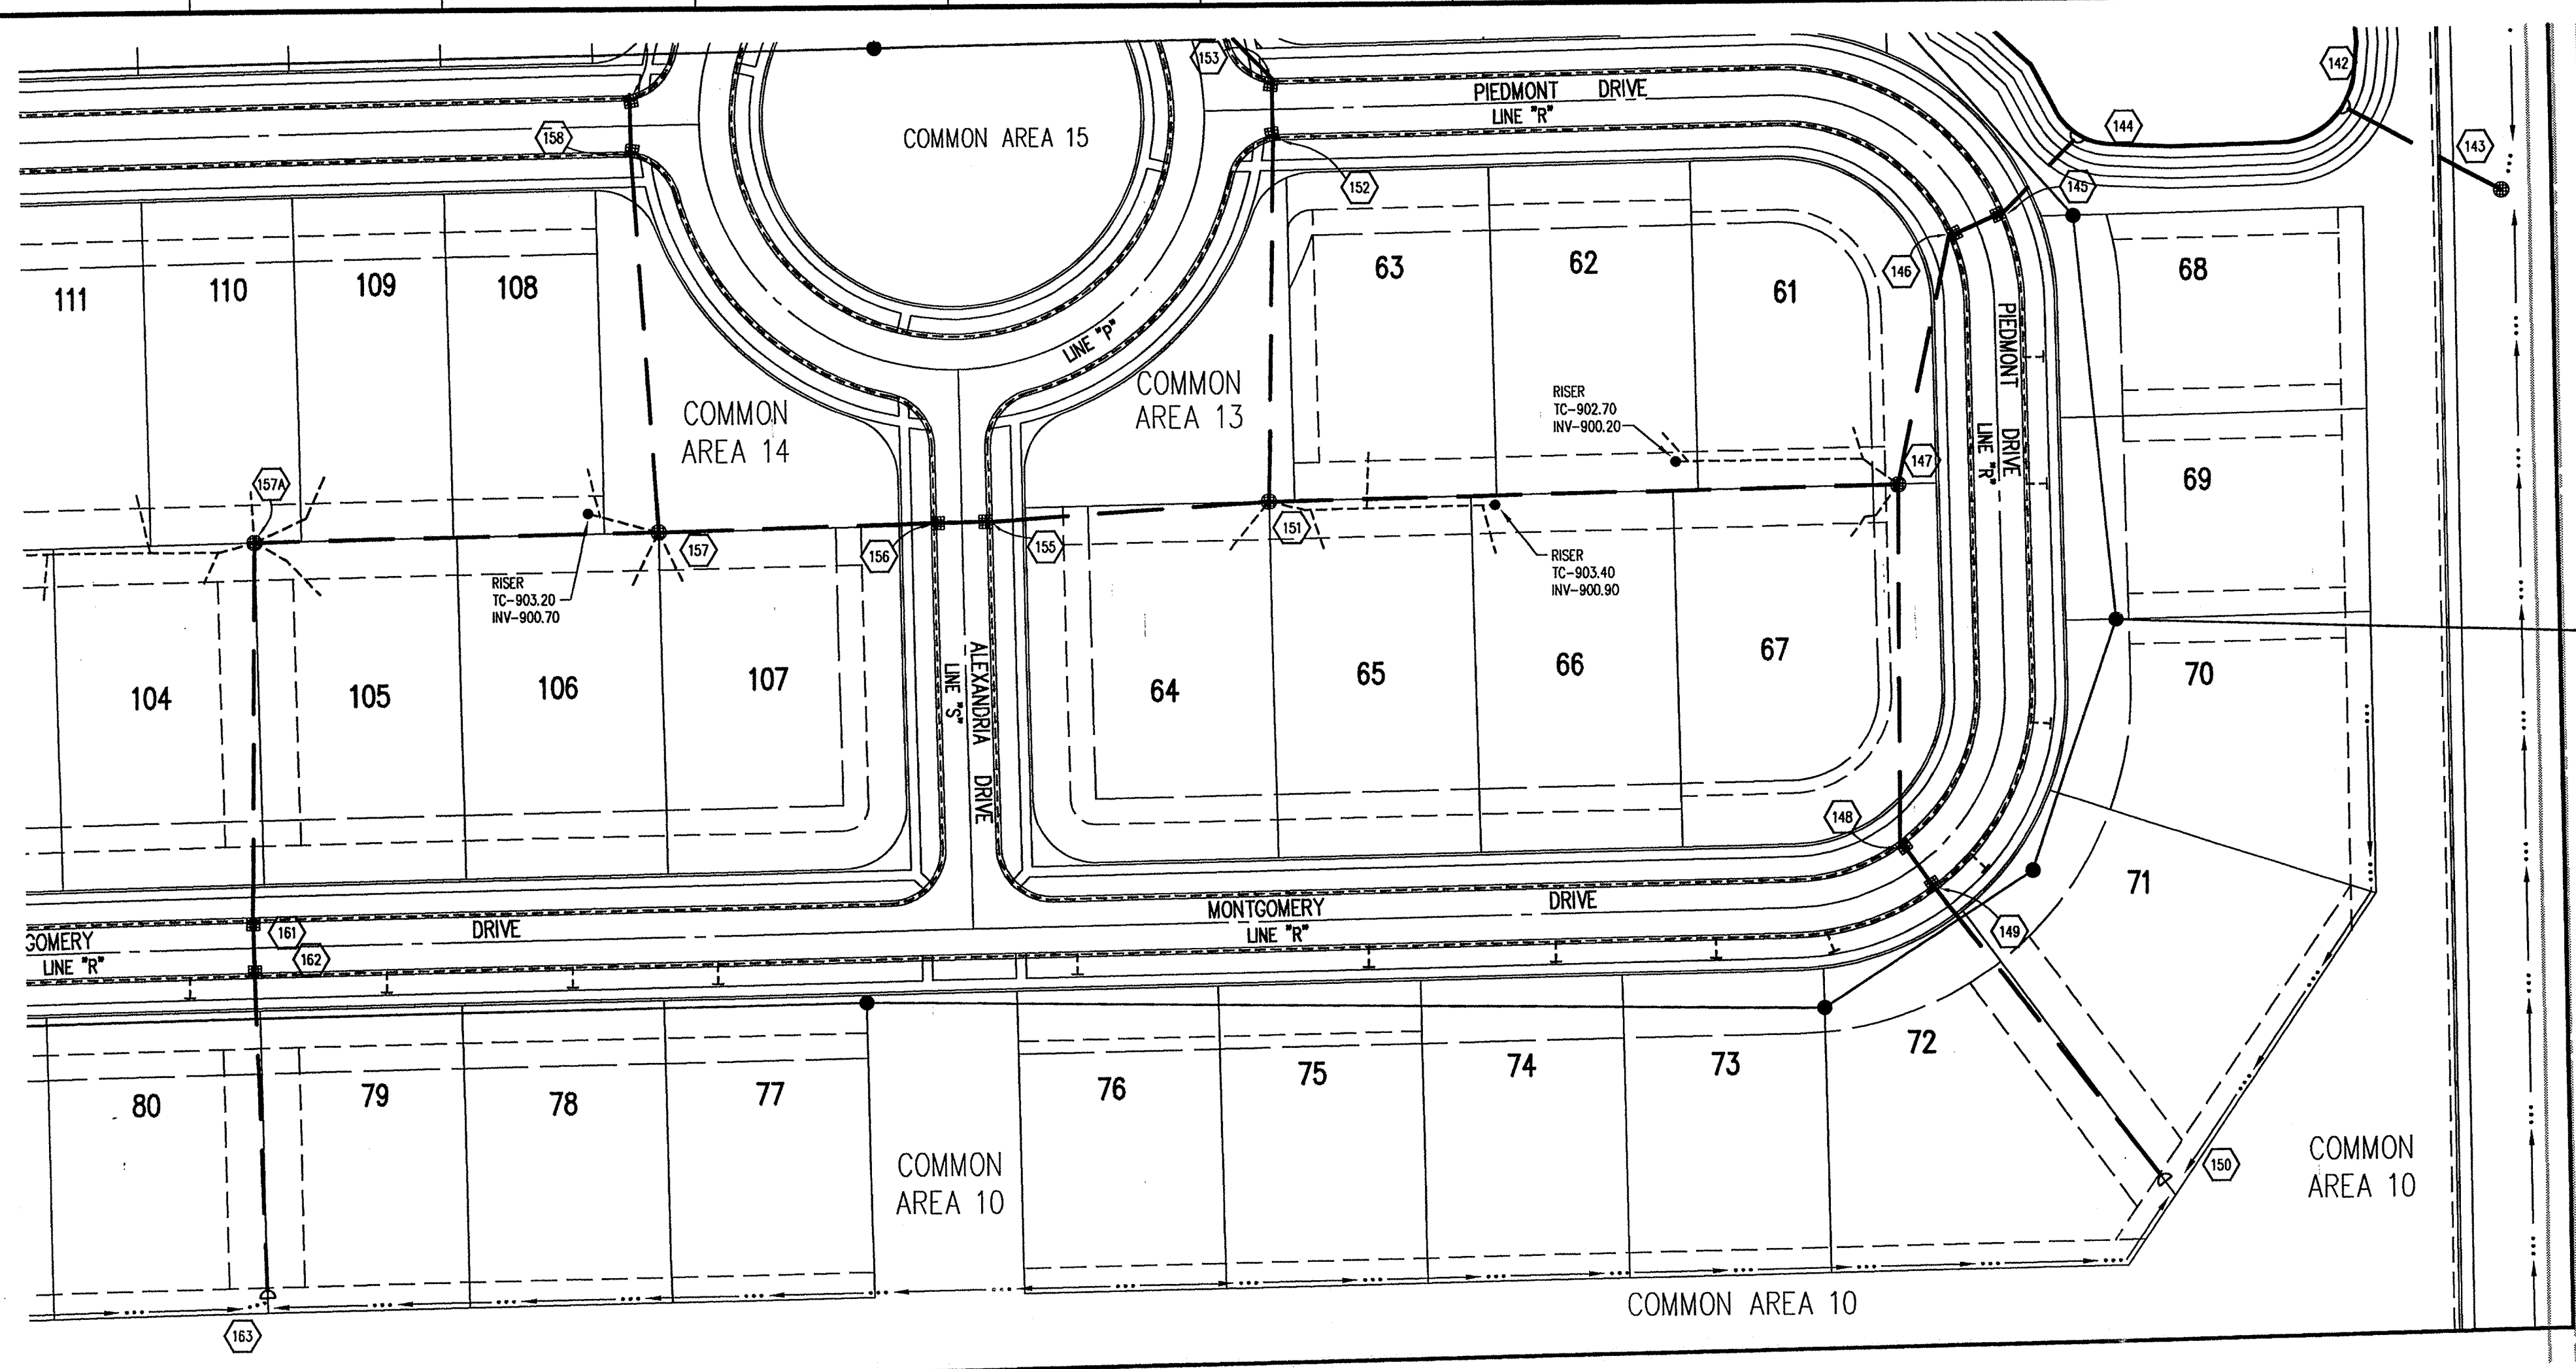 153
142
PIEDMONT DRIVE
LINE "R"
144
143
158
COMMON AREA 15
152
145
146
111
110
109
108
63
62
61
68
LINE "P"
PIEDMONT DRIVE
LINE "R"
COMMON
AREA 14
COMMON
AREA 13
RISER
TC-902.70
INV-900.20
147
69
157A
157
156
155
151
RISER
TC-903.20
INV-900.70
RISER
TC-903.40
INV-900.90
104
105
106
107
ALEXANDRIA DRIVE
LINE "S"
64
65
66
67
70
148
71
161
162
GOMERY
DRIVE
LINE "R"
MONTGOMERY DRIVE
LINE "R"
149
80
79
78
77
76
75
74
73
72
COMMON
AREA 10
150
COMMON
AREA 10
COMMON AREA 10
163